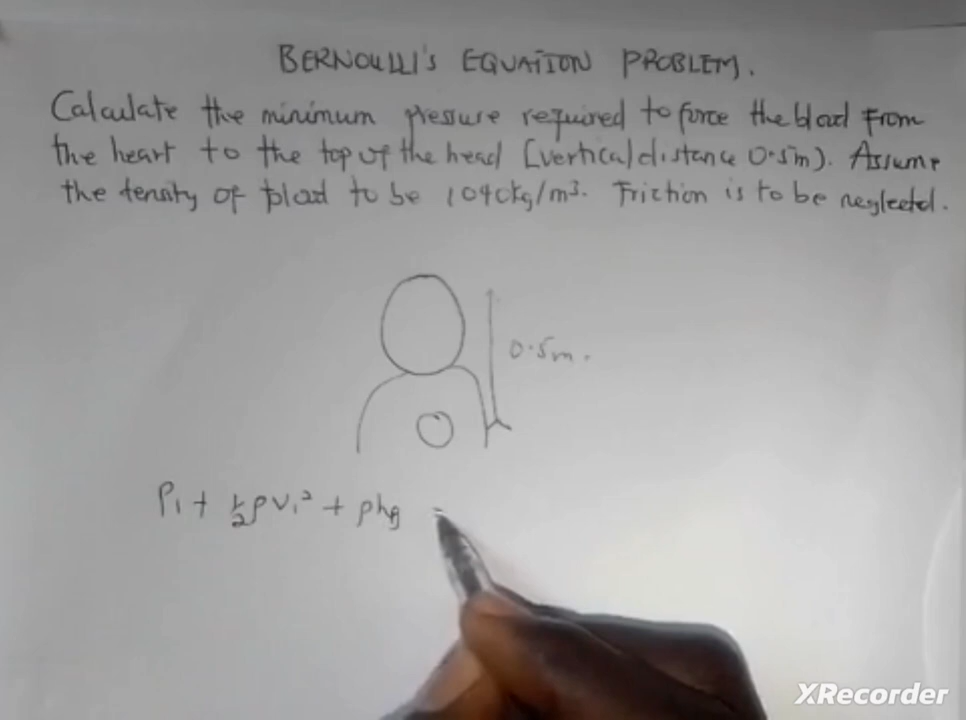 BERNOULLI'S EQUATION PROBLEM.
Calculate the minimum pressure required to force the blood from
the heart to the top of the head [vertical distance 0.5m). Assume
the density of blood to be 1040kg/m³. Friction is to be neglected.
0.5m.
P₁ + ½ρv₁² + ρhg =
XRecorder